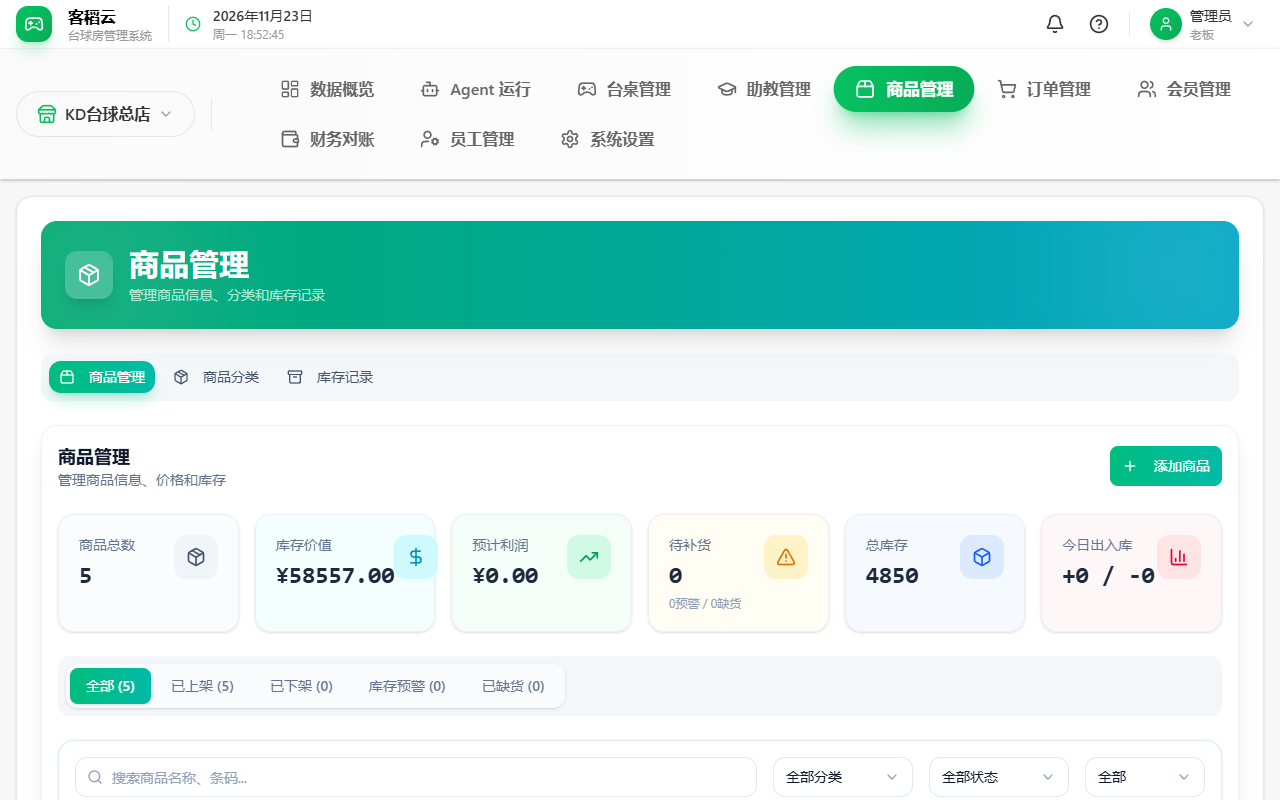 客稻云
台球房管理系统
2026年11月23日
周一 18:52:45
管理员
老板
KD台球总店
数据概览
Agent 运行
台桌管理
助教管理
商品管理
订单管理
会员管理
财务对账
员工管理
系统设置
商品管理
管理商品信息、分类和库存记录
商品管理
商品分类
库存记录
商品管理
管理商品信息、价格和库存
添加商品
商品总数
5
库存价值
¥58557.00
预计利润
¥0.00
待补货
0
0预警 / 0缺货
总库存
4850
今日出入库
+0 / -0
全部 (5)
已上架 (5)
已下架 (0)
库存预警 (0)
已缺货 (0)
搜索商品名称、条码...
全部分类
全部状态
全部